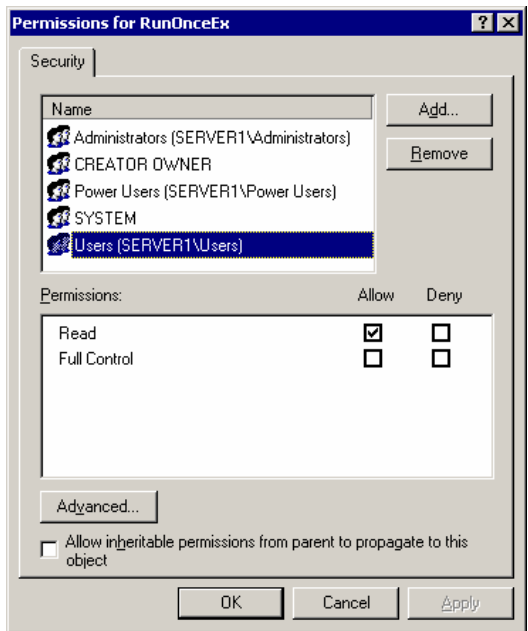 Permissions for RunOnceEx
Security
Name
Add...
Administrators (SERVER1\Administrators)
CREATOR OWNER
Remove
Power Users (SERVER1\Power Users)
SYSTEM
Users (SERVER1\Users)
Permissions: Allow Deny
Read
Full Control
Advanced...
Allow inheritable permissions from parent to propagate to this
object
OK Cancel Apply